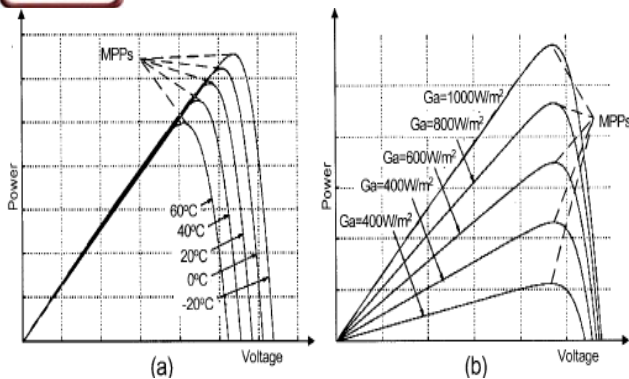 MPPs
Power
60ºC
40ºC
20ºC
0ºC
-20ºC
(a)
Voltage
Ga=1000W/m²
Ga=800W/m²
Ga=600W/m²
Ga=400W/m²
Ga=400W/m²
MPPs
Power
(b)
Voltage